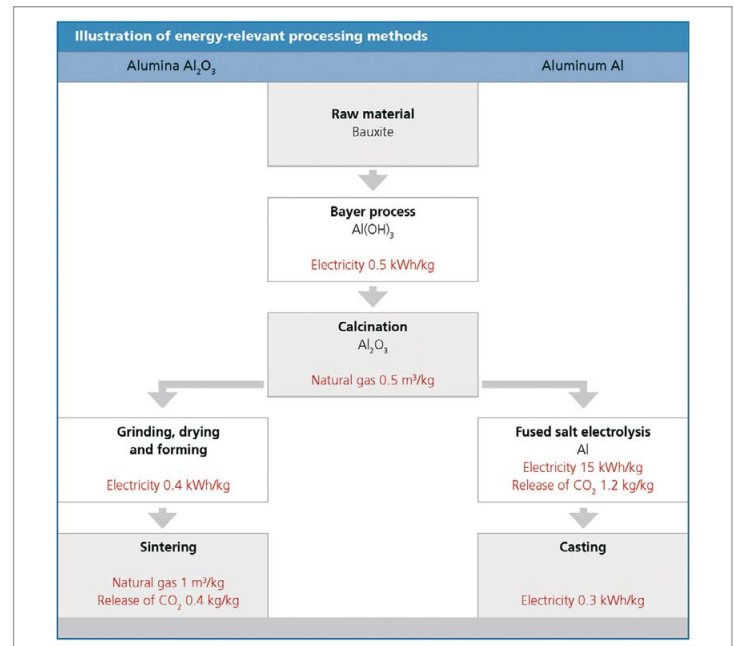 Illustration of energy-relevant processing methods
Alumina Al₂O₃
Aluminum Al
Raw material
Bauxite
Bayer process
Al(OH)₃
Electricity 0.5 kWh/kg
Calcination
Al₂O₃
Natural gas 0.5 m³/kg
Grinding, drying
and forming
Electricity 0.4 kWh/kg
Fused salt electrolysis
Al
Electricity 15 kWh/kg
Release of CO₂ 1.2 kg/kg
Sintering
Natural gas 1 m³/kg
Release of CO₂ 0.4 kg/kg
Casting
Electricity 0.3 kWh/kg